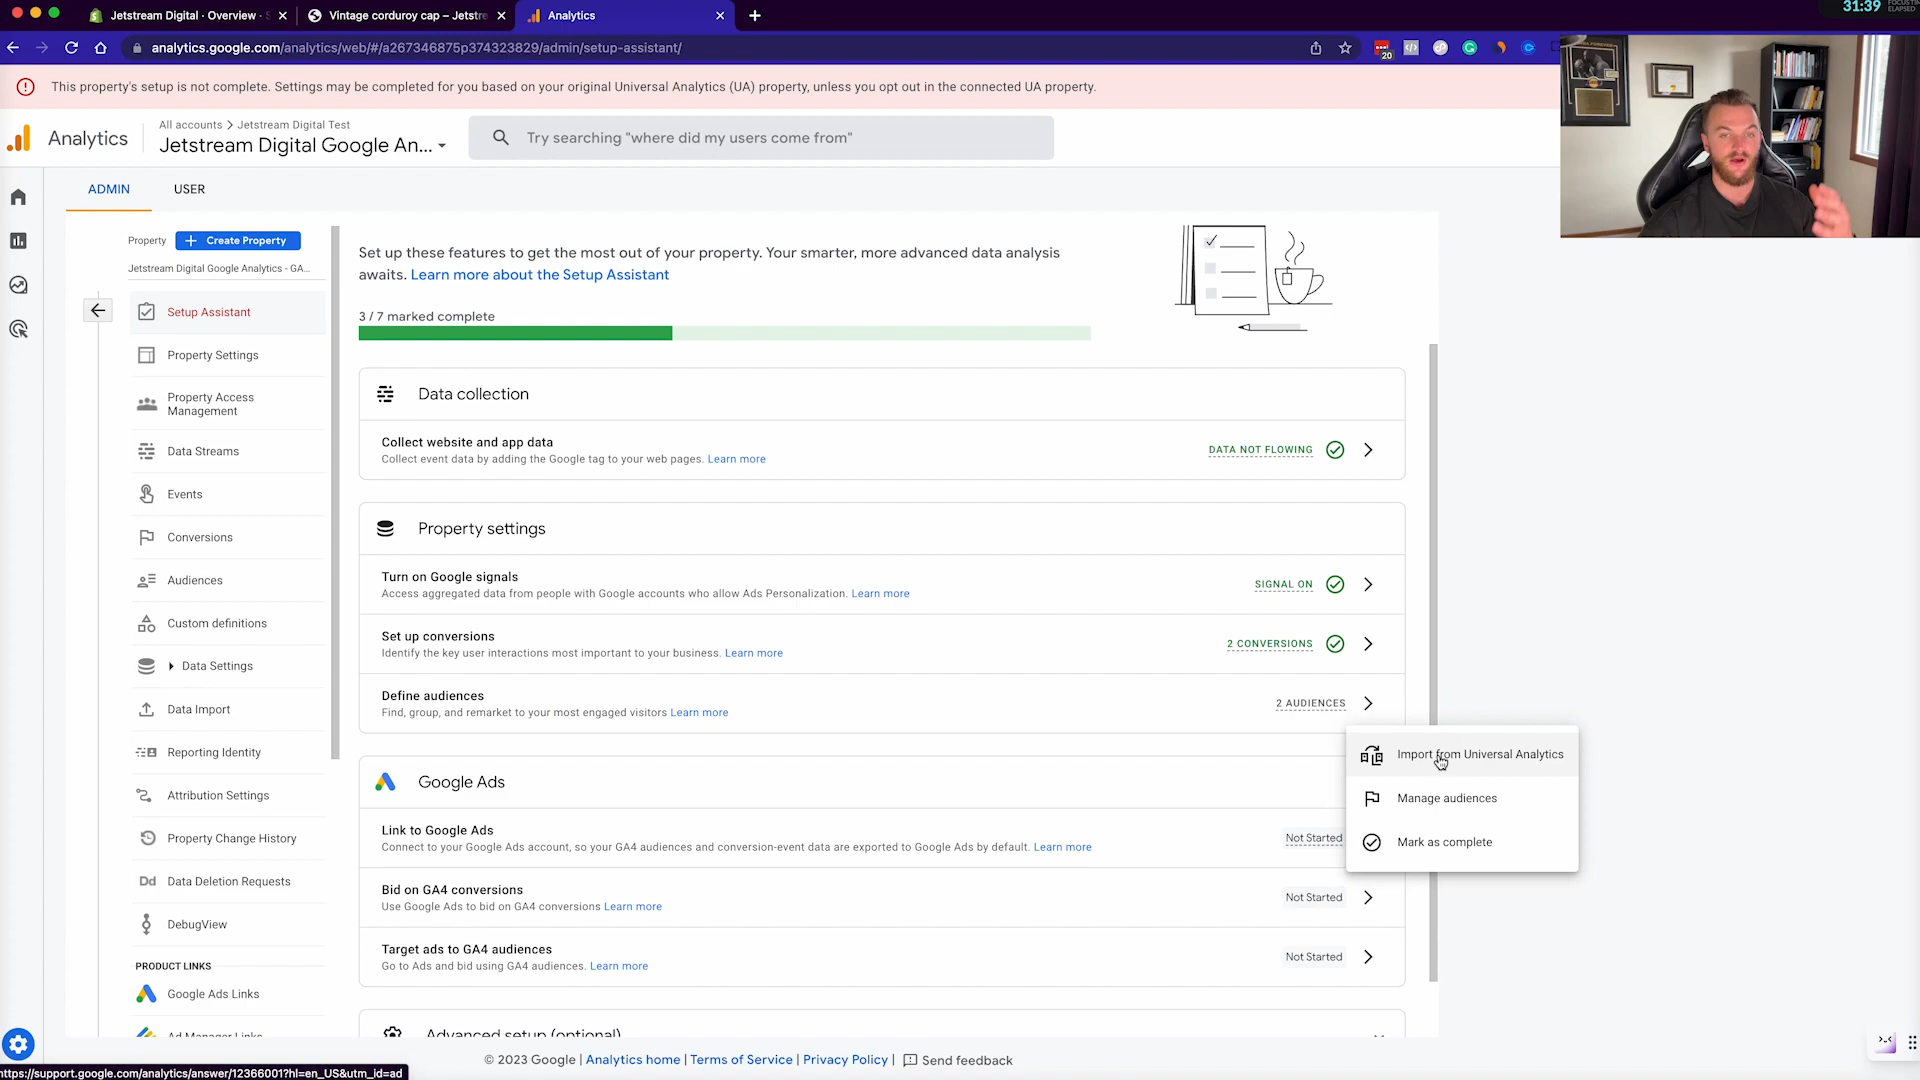 Jetstream Digital · Overview · S
Vintage corduroy cap – Jetstre
Analytics
31:39
ELAPSED
analytics.google.com/analytics/web/#/a267346875p374323829/admin/setup-assistant/
20
This property's setup is not complete. Settings may be completed for you based on your original Universal Analytics (UA) property, unless you opt out in the connected UA property.
Analytics
All accounts > Jetstream Digital Test
Jetstream Digital Google An...
Try searching "where did my users come from"
ADMIN
USER
Property
Create Property
Jetstream Digital Google Analytics - GA...
Setup Assistant
Property Settings
Property Access
Management
Data Streams
Events
Conversions
Audiences
Custom definitions
Data Settings
Data Import
Reporting Identity
Attribution Settings
Property Change History
Dd Data Deletion Requests
DebugView
PRODUCT LINKS
Google Ads Links
Ad Manager Links
Set up these features to get the most out of your property. Your smarter, more advanced data analysis
awaits. Learn more about the Setup Assistant
3 / 7 marked complete
Data collection
Collect website and app data
Collect event data by adding the Google tag to your web pages. Learn more
DATA NOT FLOWING
Property settings
Turn on Google signals
Access aggregated data from people with Google accounts who allow Ads Personalization. Learn more
SIGNAL ON
Set up conversions
Identify the key user interactions most important to your business. Learn more
2 CONVERSIONS
Define audiences
Find, group, and remarket to your most engaged visitors Learn more
2 AUDIENCES
Import from Universal Analytics
Manage audiences
Mark as complete
Google Ads
Link to Google Ads
Connect to your Google Ads account, so your GA4 audiences and conversion-event data are exported to Google Ads by default. Learn more
Not Started
Bid on GA4 conversions
Use Google Ads to bid on GA4 conversions Learn more
Not Started
Target ads to GA4 audiences
Go to Ads and bid using GA4 audiences. Learn more
Not Started
Advanced setup (optional)
© 2023 Google | Analytics home | Terms of Service | Privacy Policy | Send feedback
https://support.google.com/analytics/answer/12366001?hl=en_US&utm_id=ad